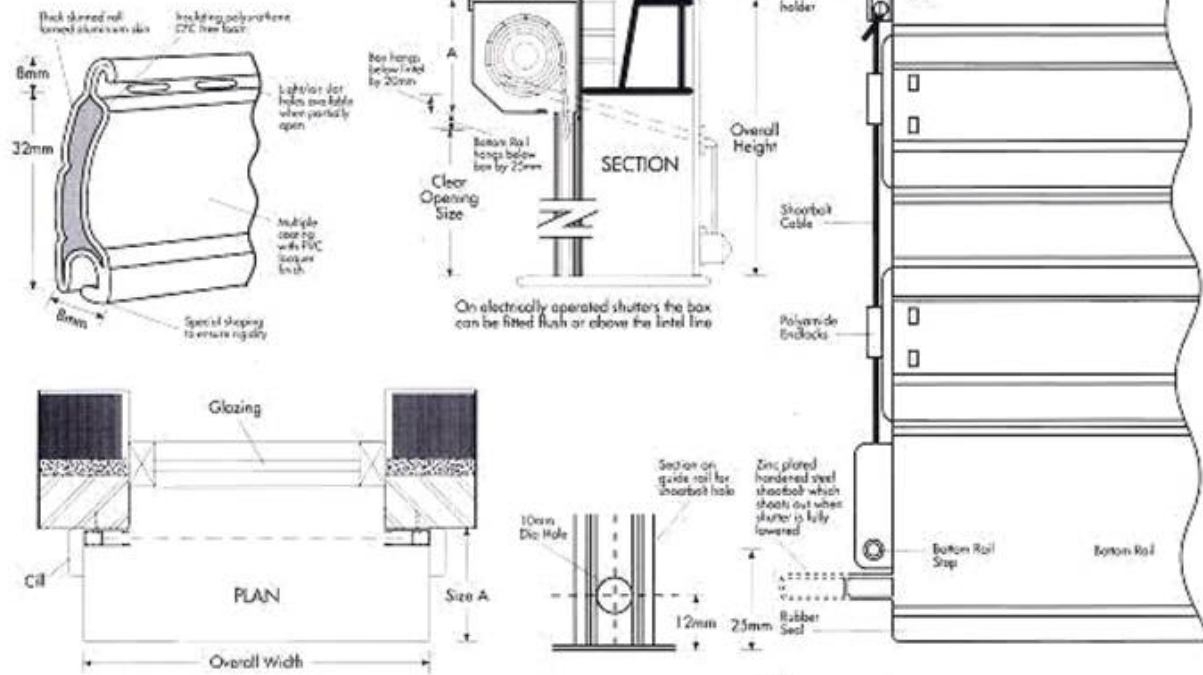 Thick skinned roll
formed aluminium skin
Insulating polyurethane
CFC free foam
8mm
32mm
Light/air slot
holes available
when partially
open
Multiple
coating
with PVC
lacquer
finish
8mm
Special shaping
to ensure rigidity
A
Box hangs
below lintel
by 20mm
Bottom Rail
hangs below
box by 25mm
Clear
Opening
Size
SECTION
Overall
Height
On electrically operated shutters the box
can be fitted flush or above the lintel line
holder
Shootbolt
Cable
Polyamide
Endlocks
Zinc plated
hardened steel
shootbolt which
shoots out when
shutter is fully
lowered
Bottom Rail
Stop
Bottom Rail
25mm
Rubber
Seal
Glazing
Cill
PLAN
Size A
Overall Width
Section on
guide rail for
shootbolt hole
10mm
Dia Hole
12mm